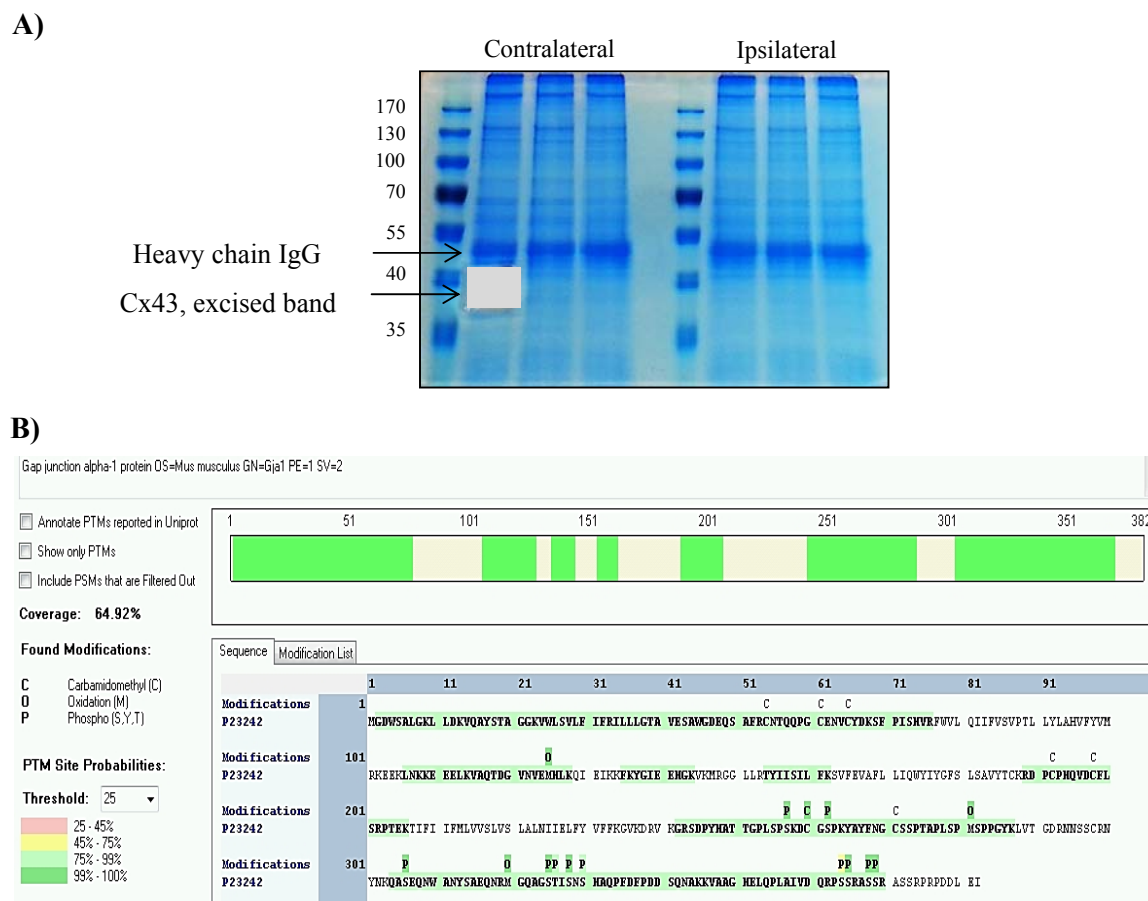 A)
Contralateral Ipsilateral
170
130
100
70
55
Heavy chain IgG
40
Cx43, excised band
35
B)
Gap junction alpha-1 protein OS=Mus musculus GN=Gja1 PE=1 SV=2
Annotate PTMs reported in Uniprot
Show only PTMs
Include PSMs that are Filtered Out
Coverage: 64.92%
Found Modifications:
C Carbamidomethyl (C)
O Oxidation (M)
P Phospho (S,Y,T)
PTM Site Probabilities:
Threshold: 25
25 - 45%
45% - 75%
75% - 99%
99% - 100%
1 51 101 151 201 251 301 351 382
Sequence Modification List
1 11 21 31 41 51 61 71 81 91
Modifications 1 C C C
P23242 MGDWSALGKL LDKVQAYSTA GGKVWLSVLF IFRILLLGTA VESAWGDEQS AFRCNTQQPG CENVCYDKSF PISHVRFWVL QIIFVSVPTL LYLAHVFYVM
Modifications 101 O C C
P23242 RKEEKLNKKE EELKVAQTDG VNVEMHLKQI EIKKFKYGIE EHGKVKMRGG LLRTYIISIL FKSVFEVAFL LIQWYIYGFS LSAVYTCKRD PCPHQVDCFL
Modifications 201 P C P C O
P23242 SRPTEKTIFI IFMLVVSLVS LALNIIELFY VFFKGVKDRV KGRSDPYHAT TGPLSPSKDC GSPKYAYFNG CSSPTAPLSP MSPPGYKLVT GDRNNSSCRN
Modifications 301 P O PP P P PP PP
P23242 YNKQASEQNW ANYSAEQNRM GQAGSTISNS HAQPFDFPDD SQNAKKVAAG HELQPLAIVD QRPSSRASSR ASSRPRPDDL EI